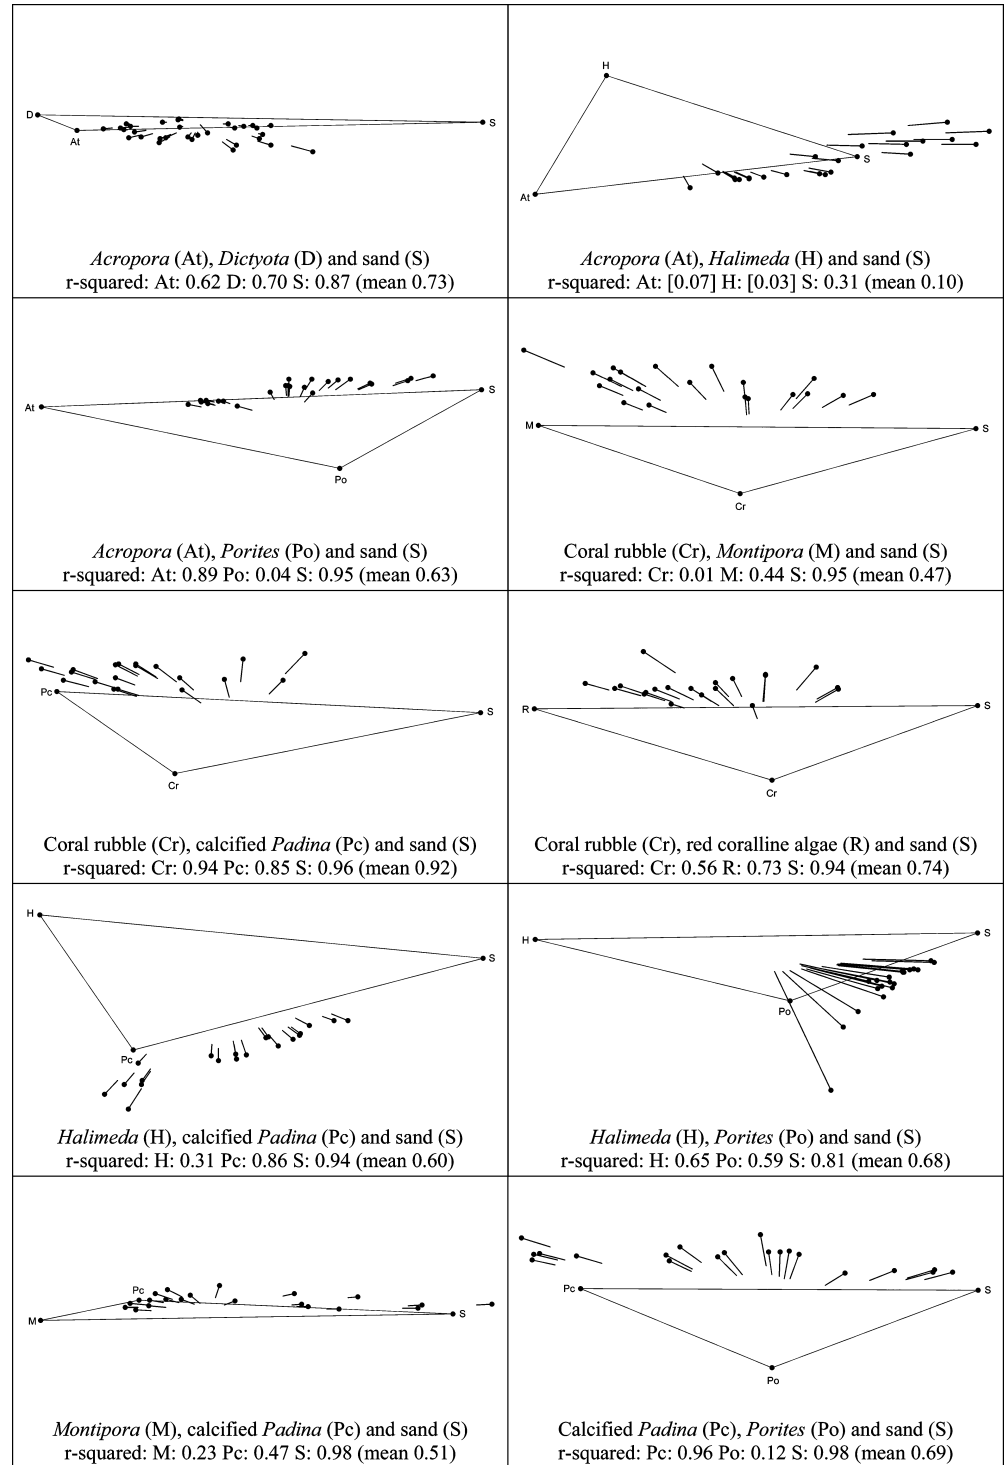 D
S
At
Acropora (At), Dictyota (D) and sand (S)
r-squared: At: 0.62 D: 0.70 S: 0.87 (mean 0.73)
H
S
At
Acropora (At), Halimeda (H) and sand (S)
r-squared: At: [0.07] H: [0.03] S: 0.31 (mean 0.10)
S
At
Po
Acropora (At), Porites (Po) and sand (S)
r-squared: At: 0.89 Po: 0.04 S: 0.95 (mean 0.63)
M
S
Cr
Coral rubble (Cr), Montipora (M) and sand (S)
r-squared: Cr: 0.01 M: 0.44 S: 0.95 (mean 0.47)
Pc
S
Cr
Coral rubble (Cr), calcified Padina (Pc) and sand (S)
r-squared: Cr: 0.94 Pc: 0.85 S: 0.96 (mean 0.92)
R
S
Cr
Coral rubble (Cr), red coralline algae (R) and sand (S)
r-squared: Cr: 0.56 R: 0.73 S: 0.94 (mean 0.74)
H
S
Pc
Halimeda (H), calcified Padina (Pc) and sand (S)
r-squared: H: 0.31 Pc: 0.86 S: 0.94 (mean 0.60)
H
S
Po
Halimeda (H), Porites (Po) and sand (S)
r-squared: H: 0.65 Po: 0.59 S: 0.81 (mean 0.68)
Pc
S
M
Montipora (M), calcified Padina (Pc) and sand (S)
r-squared: M: 0.23 Pc: 0.47 S: 0.98 (mean 0.51)
Pc
S
Po
Calcified Padina (Pc), Porites (Po) and sand (S)
r-squared: Pc: 0.96 Po: 0.12 S: 0.98 (mean 0.69)